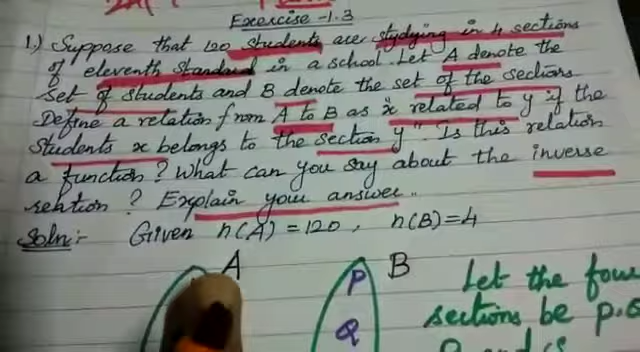 Exercise-1.3
1.) Suppose that 120 students are stydying in 4 sections
of eleventh standard in a school. Let A denote the
set of students and B denote the set of the sections
Define a relation from A to B as "x related to y if the
students x belongs to the section y" Is this relation
a function? What can you say about the inverse
relation? Explain your answer..
Soln:- Given n(A) = 120, n(B)=4
A B
P
Q
Let the four
sections be p.Q